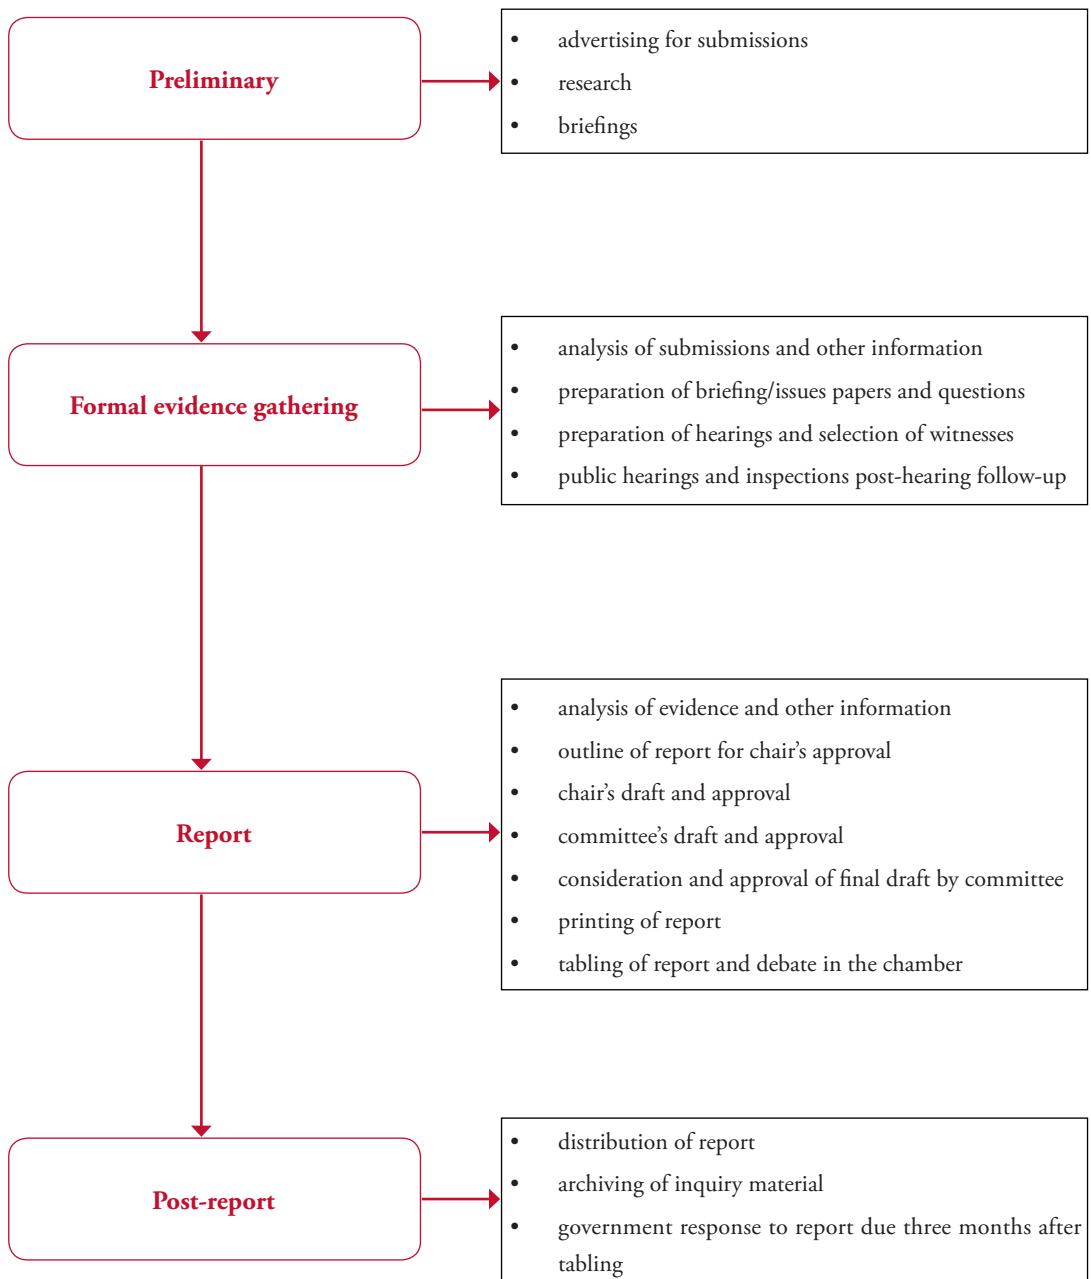 Preliminary
• advertising for submissions
• research
• briefings
Formal evidence gathering
• analysis of submissions and other information
• preparation of briefing/issues papers and questions
• preparation of hearings and selection of witnesses
• public hearings and inspections post-hearing follow-up
Report
• analysis of evidence and other information
• outline of report for chair’s approval
• chair’s draft and approval
• committee’s draft and approval
• consideration and approval of final draft by committee
• printing of report
• tabling of report and debate in the chamber
Post-report
• distribution of report
• archiving of inquiry material
• government response to report due three months after
tabling